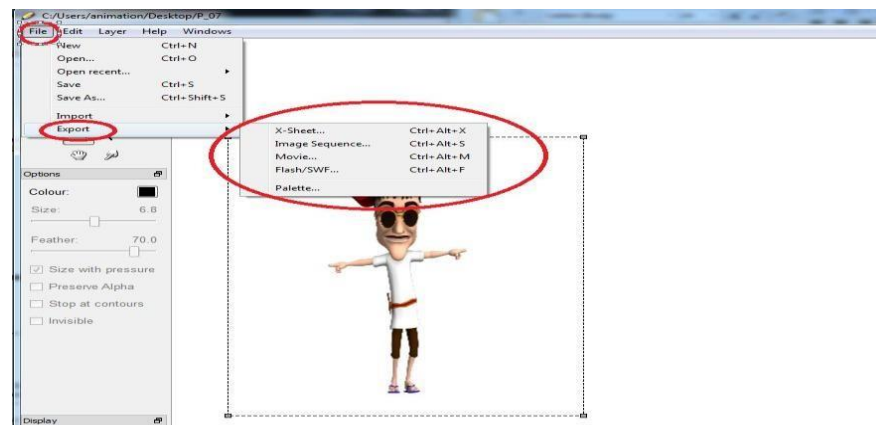 C:/Users/animation/Desktop/P_07
File Edit Layer Help Windows
New Ctrl+N
Open... Ctrl+O
Open recent...
Save Ctrl+S
Save As... Ctrl+Shift+S
Import
Export
X-Sheet... Ctrl+Alt+X
Image Sequence... Ctrl+Alt+S
Movie... Ctrl+Alt+M
Flash/SWF... Ctrl+Alt+F
Palette...
Options
Colour:
Size: 6.8
Feather: 70.0
Size with pressure
Preserve Alpha
Stop at contours
Invisible
Display